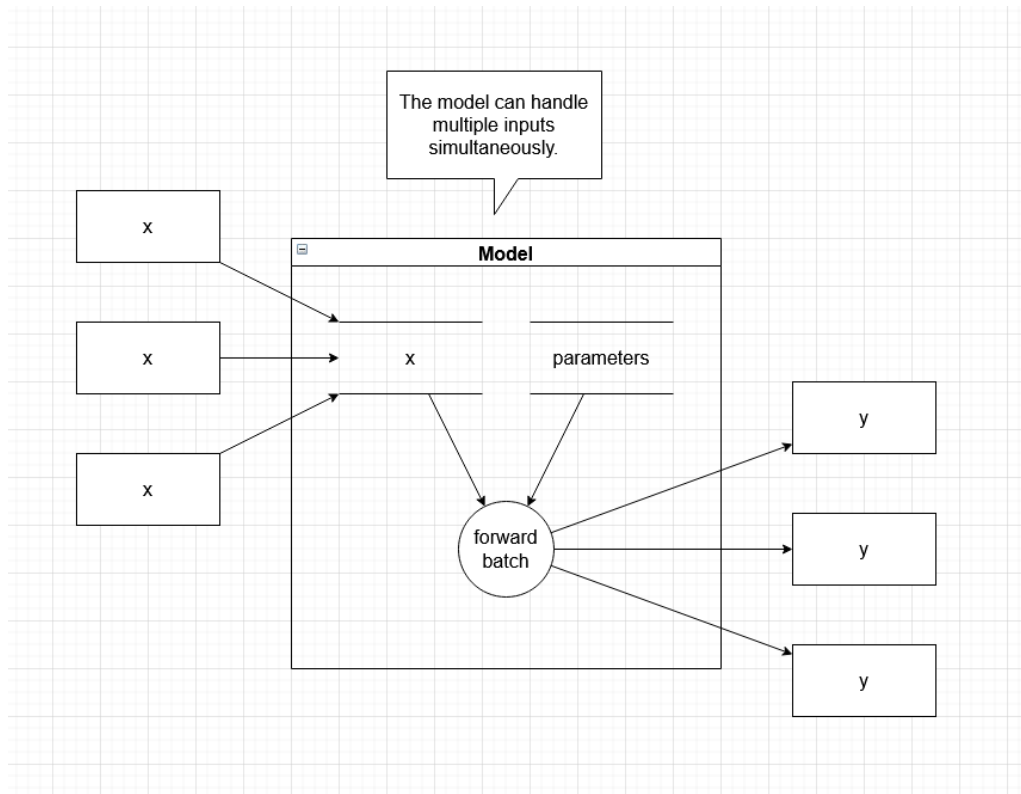 The model can handle
multiple inputs
simultaneously.
x
Model
x
x
parameters
y
x
forward
batch
y
y